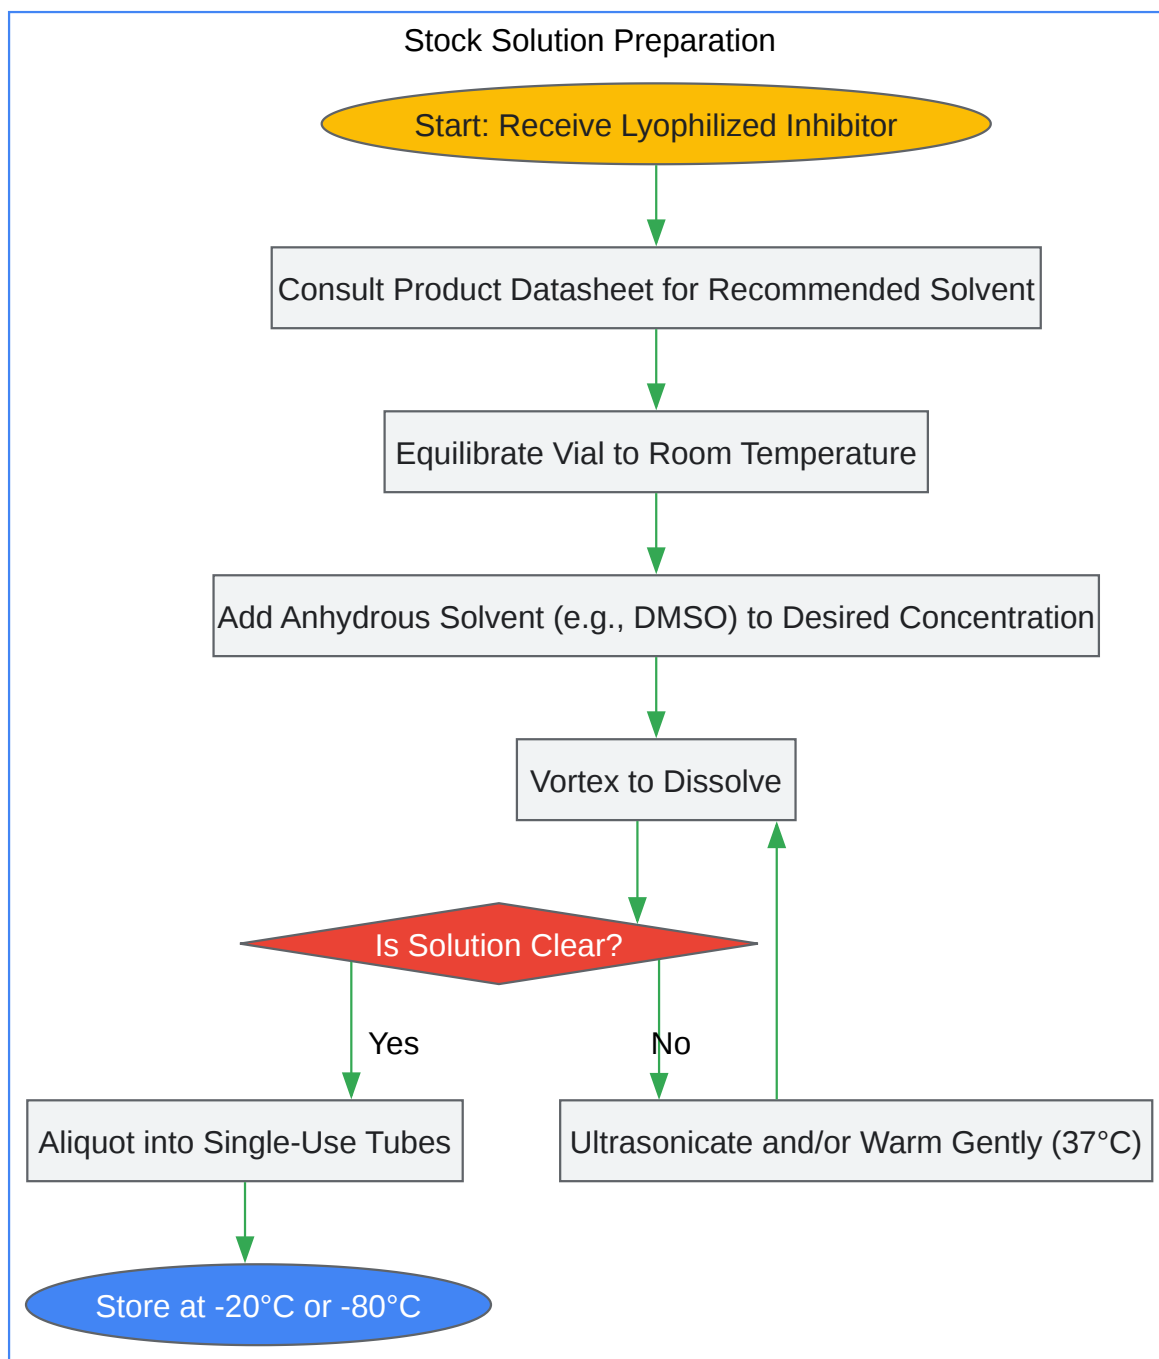 Stock Solution Preparation
Start: Receive Lyophilized Inhibitor
Consult Product Datasheet for Recommended Solvent
Equilibrate Vial to Room Temperature
Add Anhydrous Solvent (e.g., DMSO) to Desired Concentration
Vortex to Dissolve
Is Solution Clear?
Yes
No
Aliquot into Single-Use Tubes
Ultrasonicate and/or Warm Gently (37°C)
Store at -20°C or -80°C